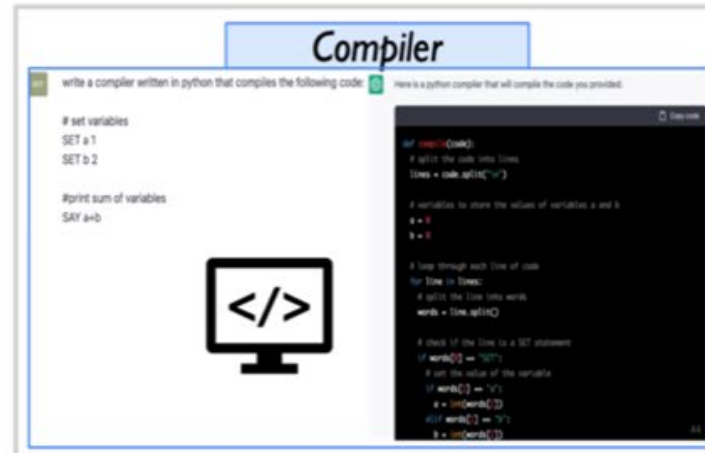 Compiler
write a compiler written in python that compiles the following code:
# set variables
SET a 1
SET b 2
#print sum of variables
SAY a+b
</>
Here is a python compiler that will compile the code you provided:
Copy code
def compile(code):
# split the code into lines
lines = code.split("\n")
# variables to store the values of variables a and b
a = 0
b = 0
# loop through each line of code
for line in lines:
# split the line into words
words = line.split()
# check if the line is a SET statement
if words[0] == "SET":
# set the value of the variable
if words[1] == "a":
a = int(words[2])
elif words[1] == "b":
b = int(words[2])